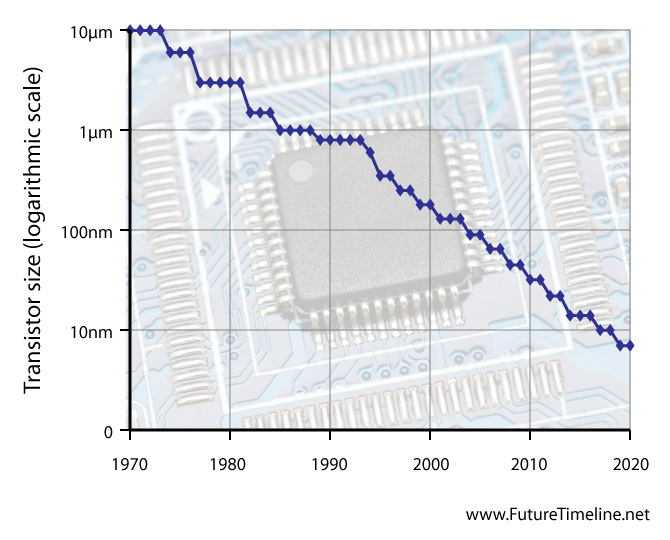 10µm
1µm
100nm
10nm
0
Transistor size (logarithmic scale)
1970 1980 1990 2000 2010 2020
www.FutureTimeline.net